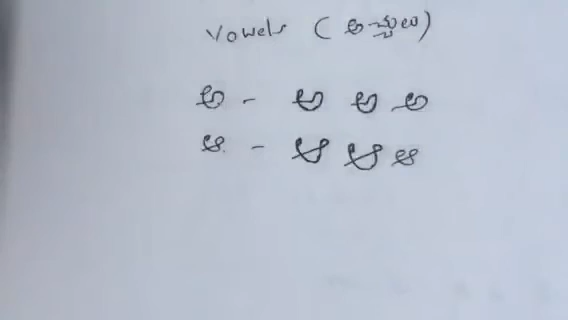 Vowels (అచ్చులు)
అ - అ అ అ
ఆ - ఆ ఆ ఆ